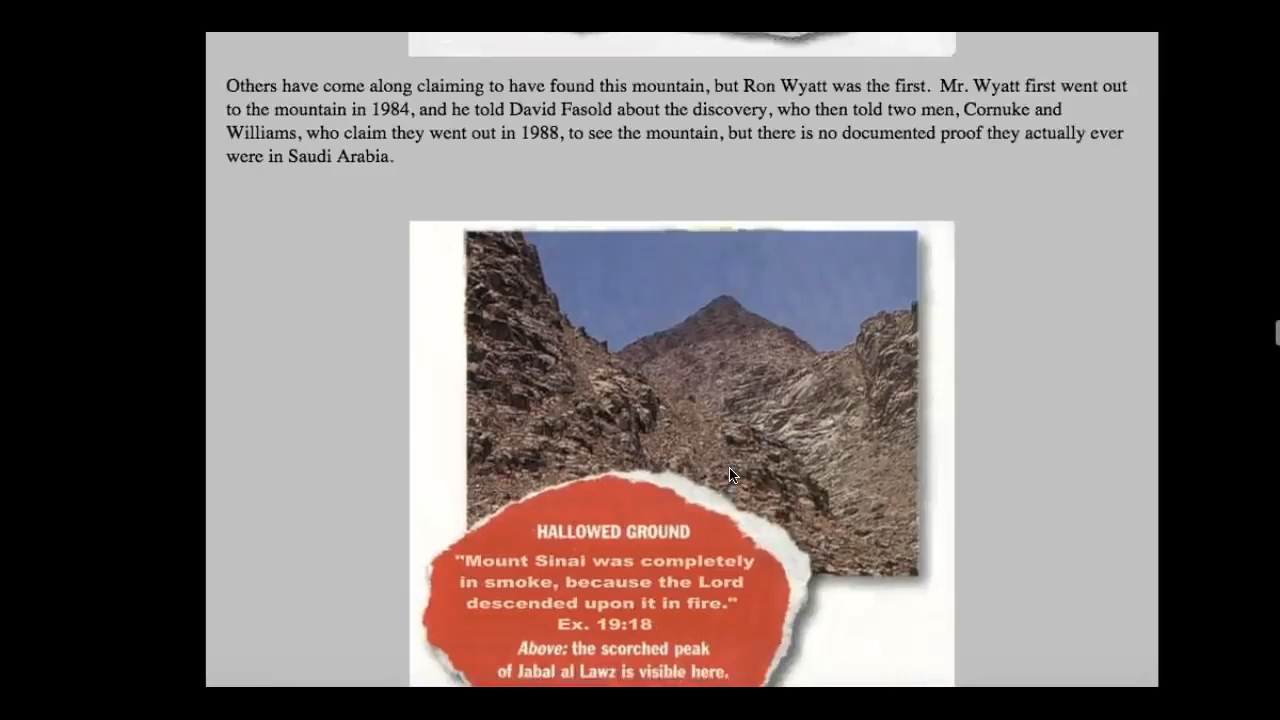 Others have come along claiming to have found this mountain, but Ron Wyatt was the first.  Mr. Wyatt first went out
to the mountain in 1984, and he told David Fasold about the discovery, who then told two men, Cornuke and
Williams, who claim they went out in 1988, to see the mountain, but there is no documented proof they actually ever
were in Saudi Arabia.
HALLOWED GROUND
"Mount Sinai was completely
in smoke, because the Lord
descended upon it in fire."
Ex. 19:18
Above: the scorched peak
of Jabal al Lawz is visible here.